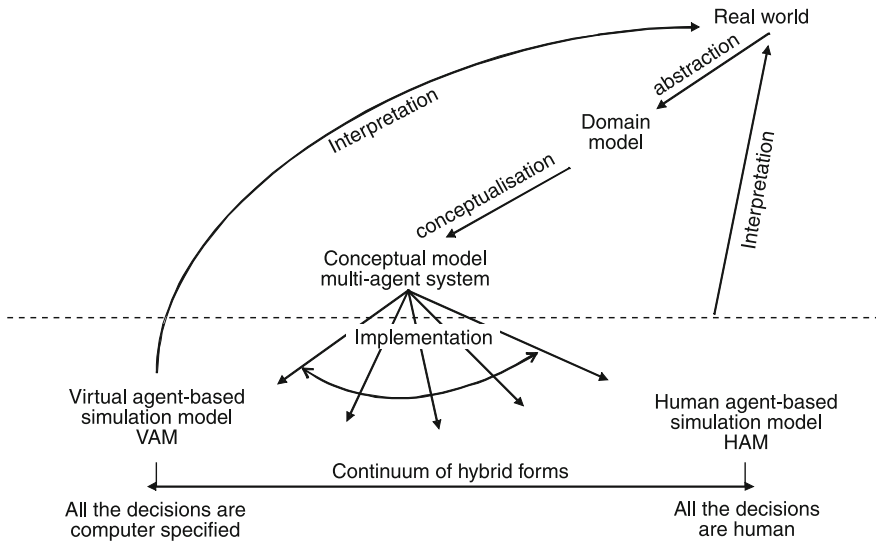 Real world
abstraction
Interpretation
Domain
model
Interpretation
conceptualisation
Conceptual model
multi-agent system
Implementation
Virtual agent-based
simulation model
VAM
Human agent-based
simulation model
HAM
Continuum of hybrid forms
All the decisions are
computer specified
All the decisions
are human